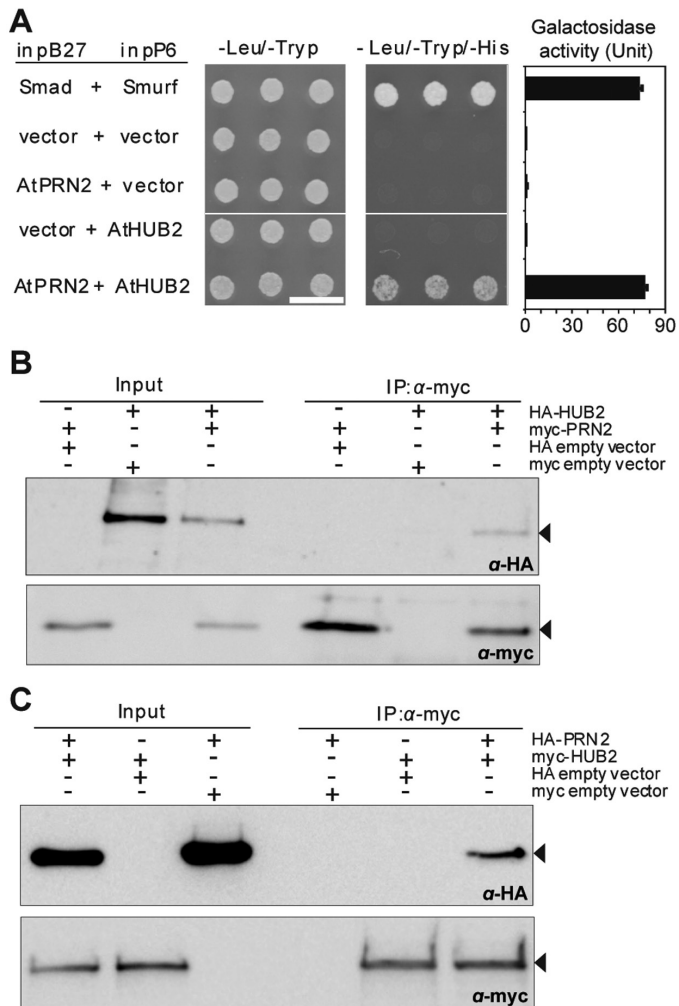 A
in pB27 in pP6 -Leu/-Tryp - Leu/-Tryp/-His Galactosidase activity (Unit)
Smad + Smurf
vector + vector
AtPRN2 + vector
vector + AtHUB2
AtPRN2 + AtHUB2
0 30 60 90
B
Input IP:α-myc
- + + - + + HA-HUB2
+ - + + - + myc-PRN2
+ - - + - - HA empty vector
- + - - + - myc empty vector
α-HA
α-myc
C
Input IP:α-myc
+ - + + - + HA-PRN2
+ + - - + + myc-HUB2
- + - - + - HA empty vector
- - + + - - myc empty vector
α-HA
α-myc